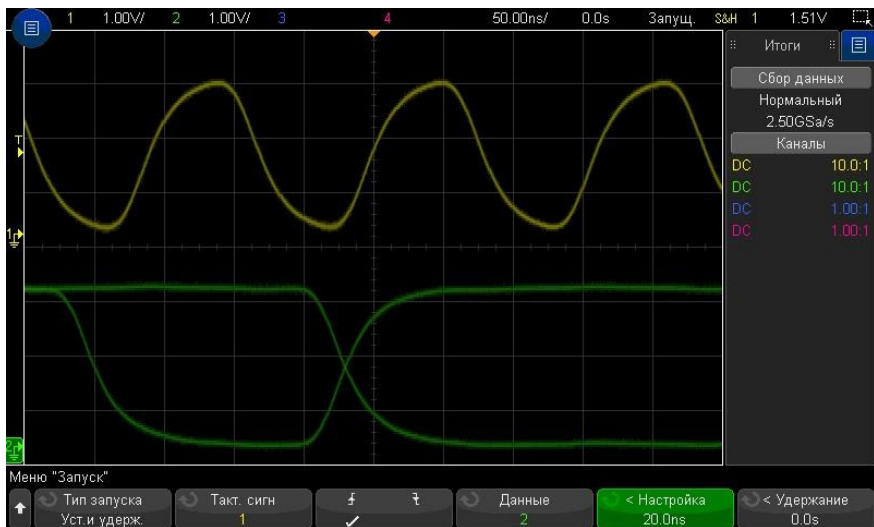 1 1.00V/ 2 1.00V/ 3 4 50.00ns/ 0.0s Запущ. S&H 1 1.51V
Итоги
Сбор данных
Нормальный
2.50GSa/s
Каналы
DC 10.0:1
DC 10.0:1
DC 1.00:1
DC 1.00:1
T
1
2
Меню "Запуск"
Тип запуска Такт. сигн Данные < Настройка < Удержание
Уст.и удерж. 1 2 20.0ns 0.0s